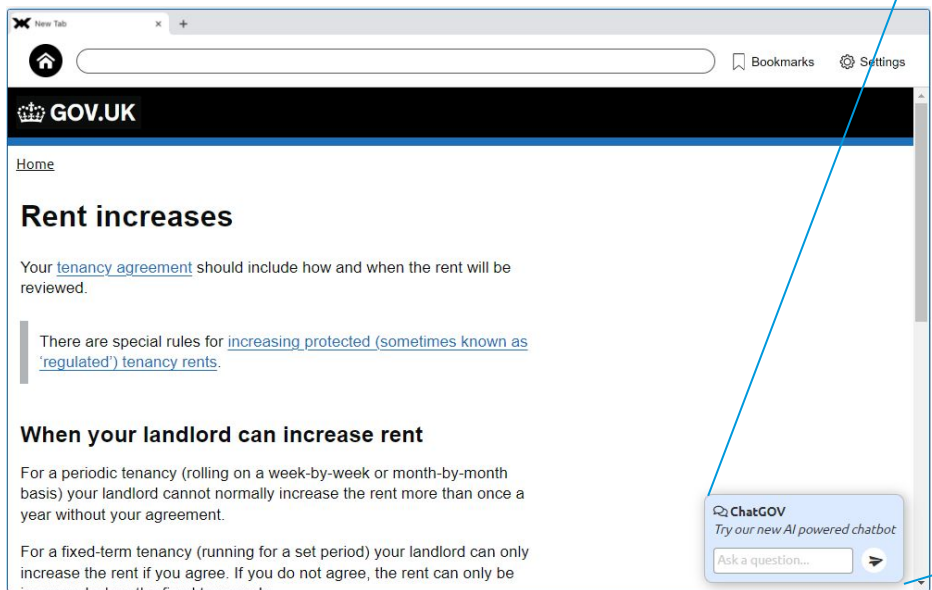 New Tab
Bookmarks
Settings
GOV.UK
Home
Rent increases
Your tenancy agreement should include how and when the rent will be
reviewed.
There are special rules for increasing protected (sometimes known as
‘regulated’) tenancy rents.
When your landlord can increase rent
For a periodic tenancy (rolling on a week-by-week or month-by-month
basis) your landlord cannot normally increase the rent more than once a
year without your agreement.
For a fixed-term tenancy (running for a set period) your landlord can only
increase the rent if you agree. If you do not agree, the rent can only be
ChatGOV
Try our new AI powered chatbot
Ask a question...